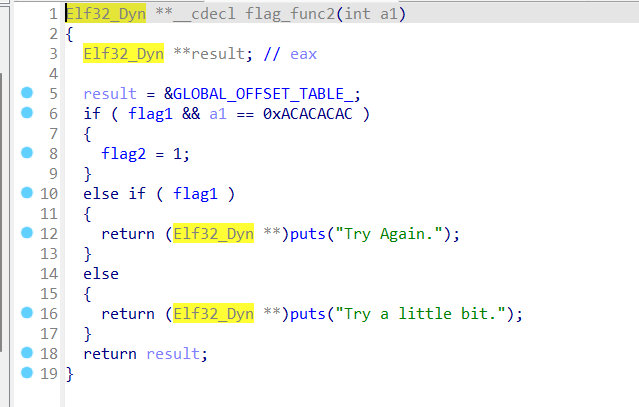 1 Elf32_Dyn **__cdecl flag_func2(int a1)
2 {
3 Elf32_Dyn **result; // eax
4
5 result = &GLOBAL_OFFSET_TABLE_;
6 if ( flag1 && a1 == 0xACACACAC )
7 {
8 flag2 = 1;
9 }
10 else if ( flag1 )
11 {
12 return (Elf32_Dyn **)puts("Try Again.");
13 }
14 else
15 {
16 return (Elf32_Dyn **)puts("Try a little bit.");
17 }
18 return result;
19 }